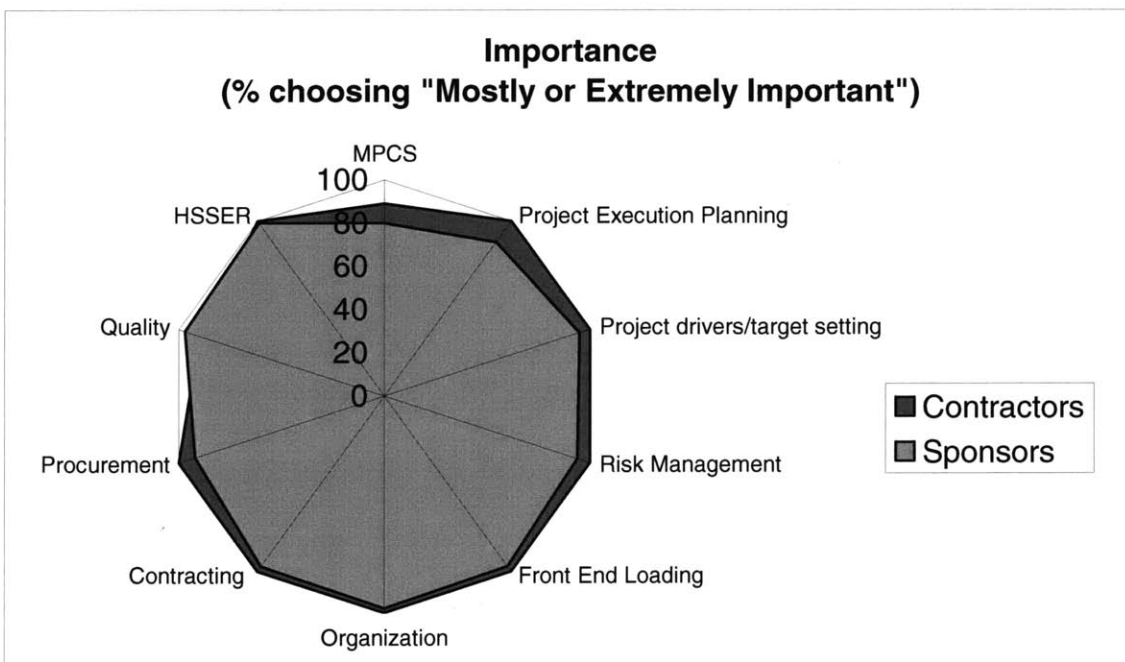 Importance
(% choosing "Mostly or Extremely Important")
MPCS
100
80
60
40
20
0
HSSER
Project Execution Planning
Quality
Project drivers/target setting
Procurement
Risk Management
Contracting
Front End Loading
Organization
Contractors
Sponsors